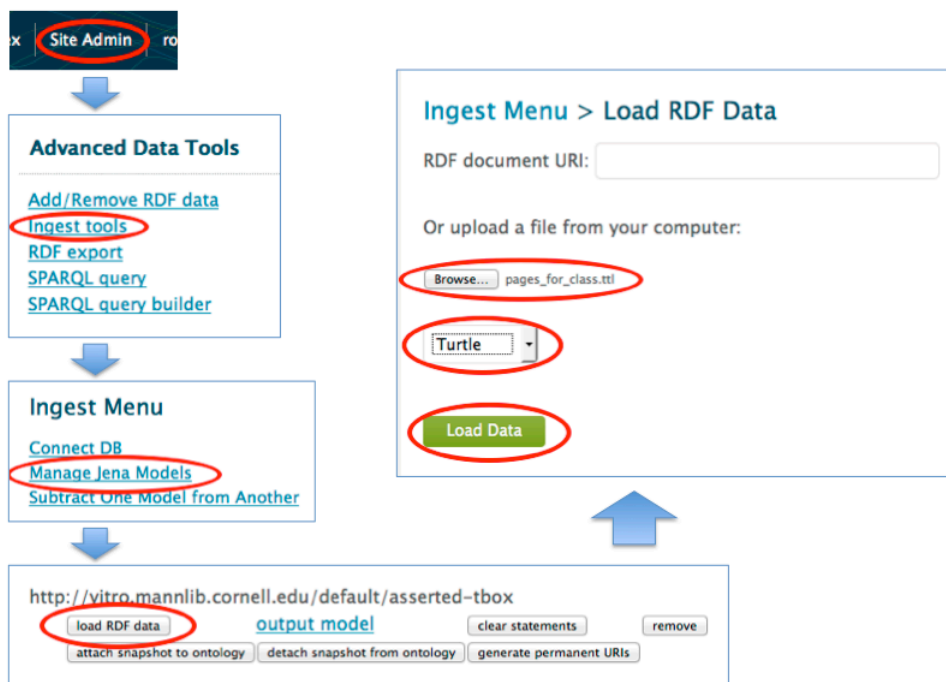 ex Site Admin ro
Advanced Data Tools
Add/Remove RDF data
Ingest tools
RDF export
SPARQL query
SPARQL query builder
Ingest Menu
Connect DB
Manage Jena Models
Subtract One Model from Another
http://vitro.mannlib.cornell.edu/default/asserted-tbox
load RDF data output model clear statements remove
attach snapshot to ontology detach snapshot from ontology generate permanent URIs
Ingest Menu > Load RDF Data
RDF document URI:
Or upload a file from your computer:
Browse... pages_for_class.ttl
Turtle
Load Data